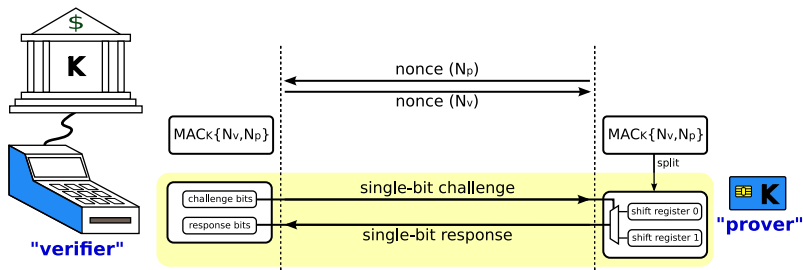 $
K
nonce (Np)
nonce (Nv)
MACK{Nv,Np}
MACK{Nv,Np}
split
single-bit challenge
challenge bits
response bits
single-bit response
shift register 0
shift register 1
K
"verifier"
"prover"